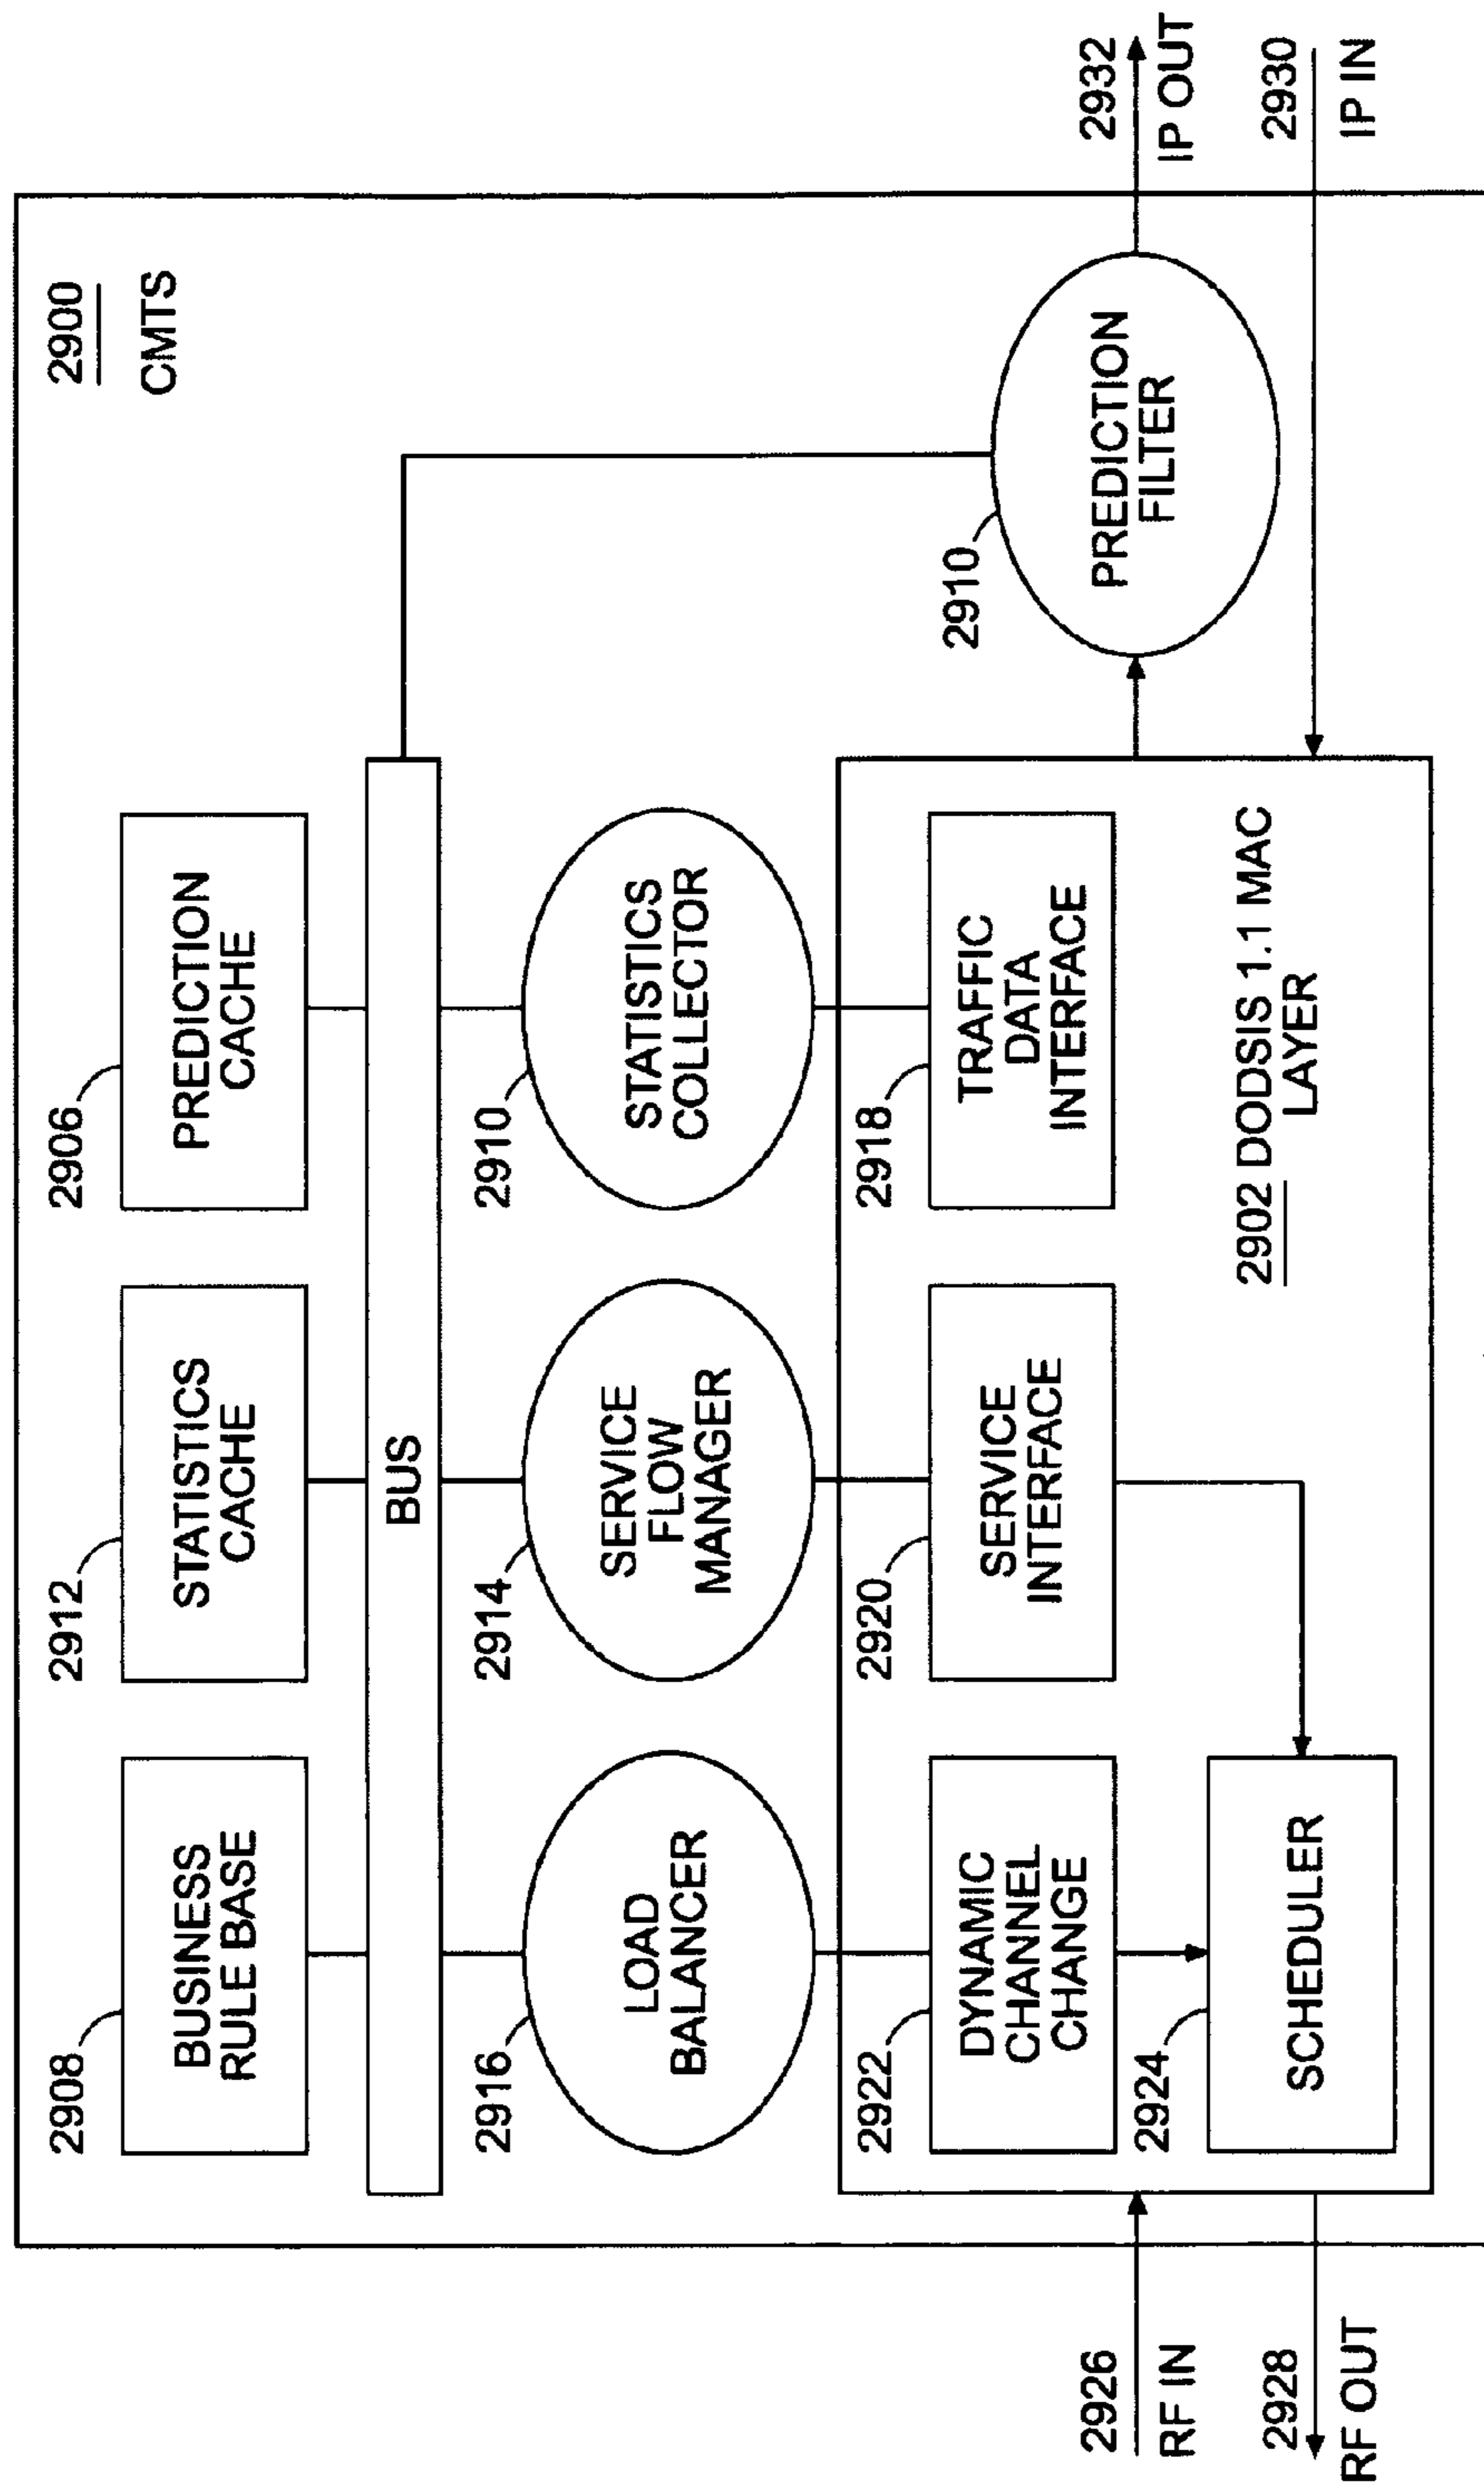 2900
CMTS
2908
BUSINESS
RULE BASE
2912
STATISTICS
CACHE
2906
PREDICTION
CACHE
BUS
2916
LOAD
BALANCER
2914
SERVICE
FLOW
MANAGER
2910
STATISTICS
COLLECTOR
2910
PREDICTION
FILTER
2922
DYNAMIC
CHANNEL
CHANGE
2920
SERVICE
INTERFACE
2918
TRAFFIC
DATA
INTERFACE
2924
SCHEDULER
2902 DODSIS 1.1 MAC
LAYER
2926
RF IN
2928
RF OUT
2932
IP OUT
2930
IP IN